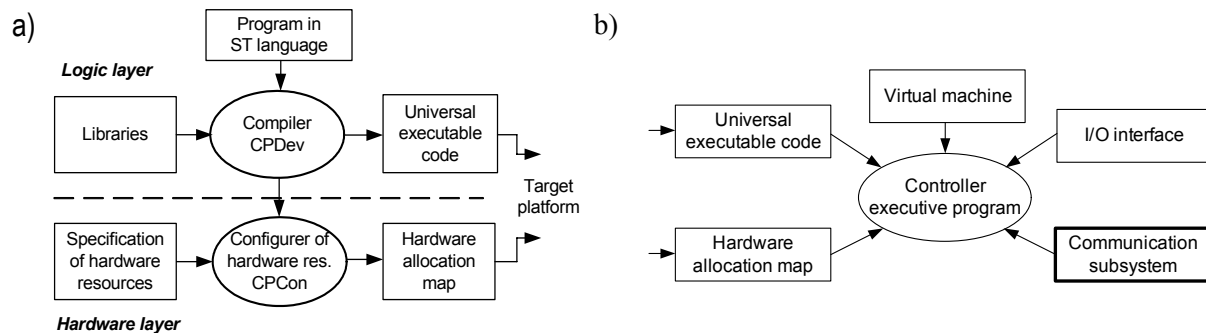 a)
Program in
ST language
Logic layer
Libraries
Compiler
CPDev
Universal
executable
code
Target
platform
Specification
of hardware
resources
Configurer of
hardware res.
CPCon
Hardware
allocation
map
Hardware layer
b)
Virtual machine
Universal
executable code
I/O interface
Controller
executive program
Hardware
allocation map
Communication
subsystem